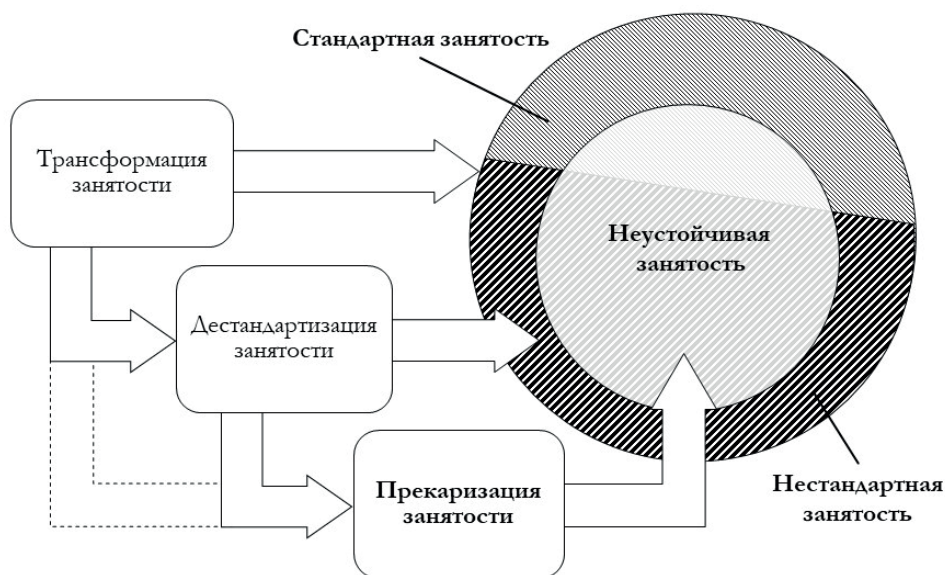 Стандартная занятость
Трансформация
занятости
Неустойчивая
занятость
Дестандартизация
занятости
Прекаризация
занятости
Нестандартная
занятость